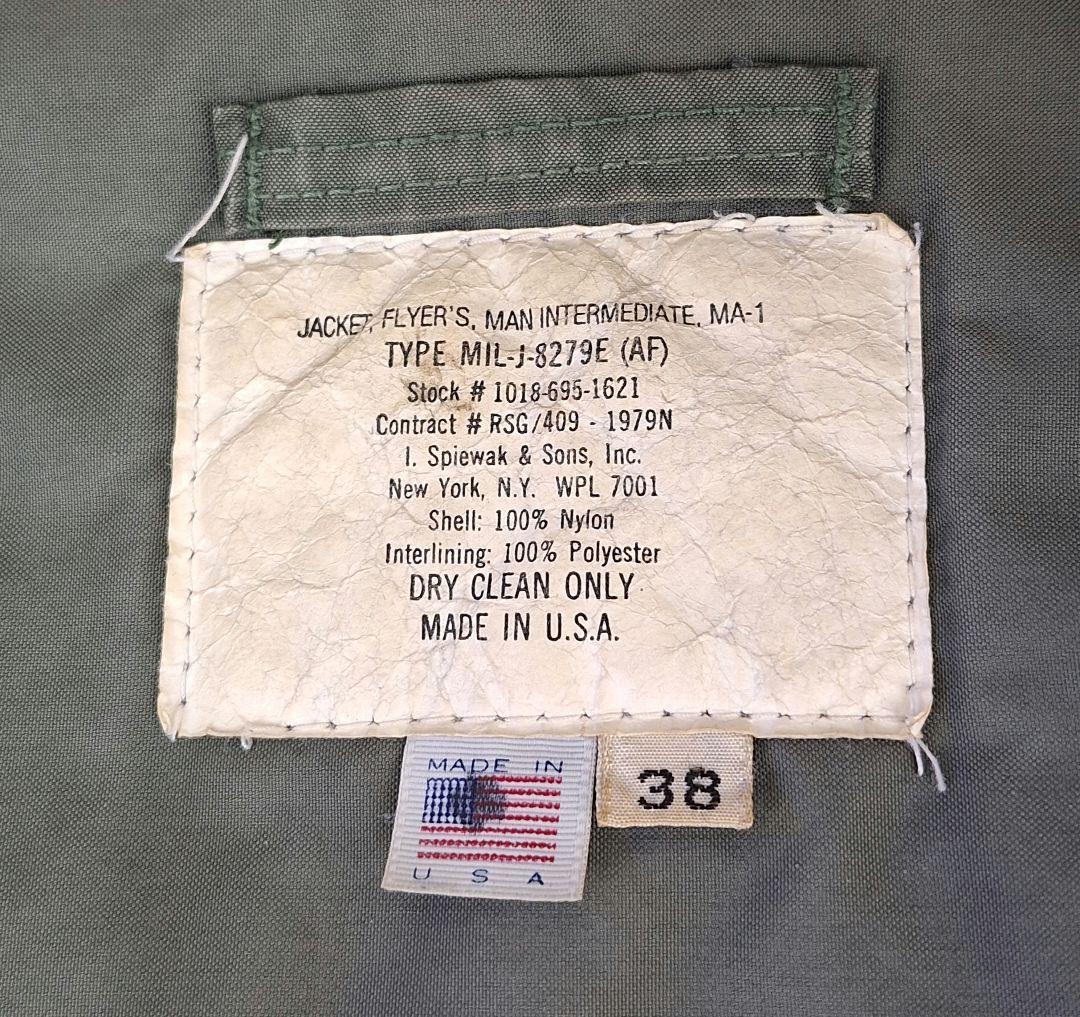 JACKET, FLYER'S, MAN INTERMEDIATE, MA-1
TYPE MIL-J-8279E (AF)
Stock # 1018-695-1621
Contract # RSG/409 - 1979N
I. Spiewak & Sons, Inc.
New York, N.Y. WPL 7001
Shell: 100% Nylon
Interlining: 100% Polyester
DRY CLEAN ONLY
MADE IN U.S.A.
MADE IN
USA
38